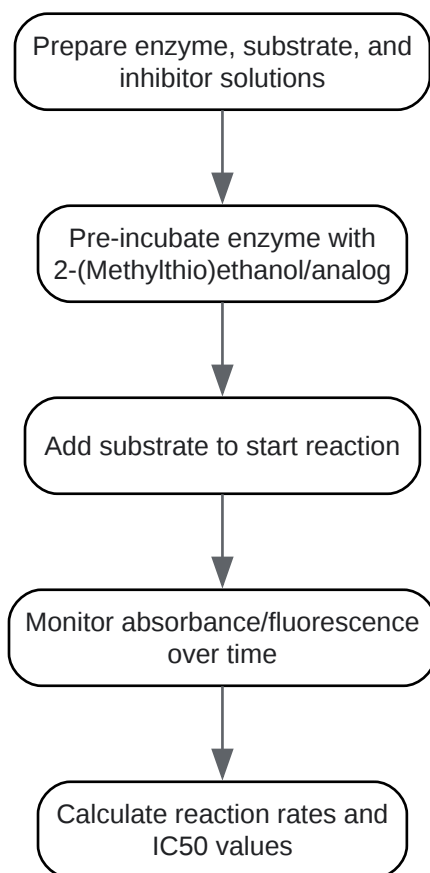 Prepare enzyme, substrate, and
inhibitor solutions
Pre-incubate enzyme with
2-(Methylthio)ethanol/analog
Add substrate to start reaction
Monitor absorbance/fluorescence
over time
Calculate reaction rates and
IC50 values